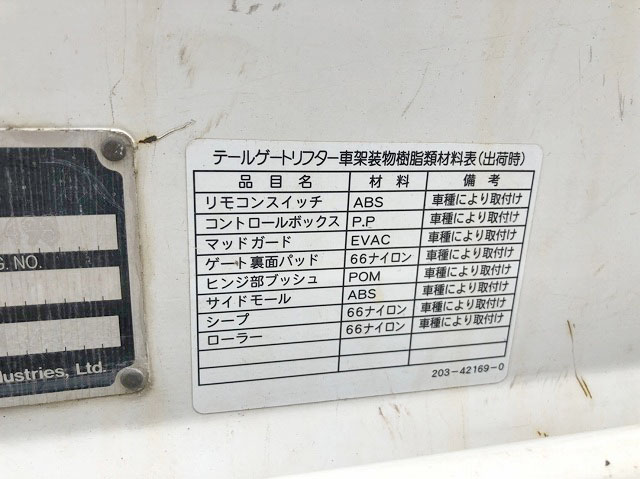 テールゲートリフター車架装物樹脂類材料表(出荷時)
品目名 材料 備考
リモコンスイッチ ABS 車種により取付け
コントロールボックス P.P 車種により取付け
マッドガード EVAC 車種により取付け
ゲート裏面パッド 66ナイロン 車種により取付け
ヒンジ部ブッシュ POM 車種により取付け
サイドモール ABS 車種により取付け
シープ 66ナイロン 車種により取付け
ローラー 66ナイロン 車種により取付け
203-42169-0
G. NO.
dustries, Ltd.